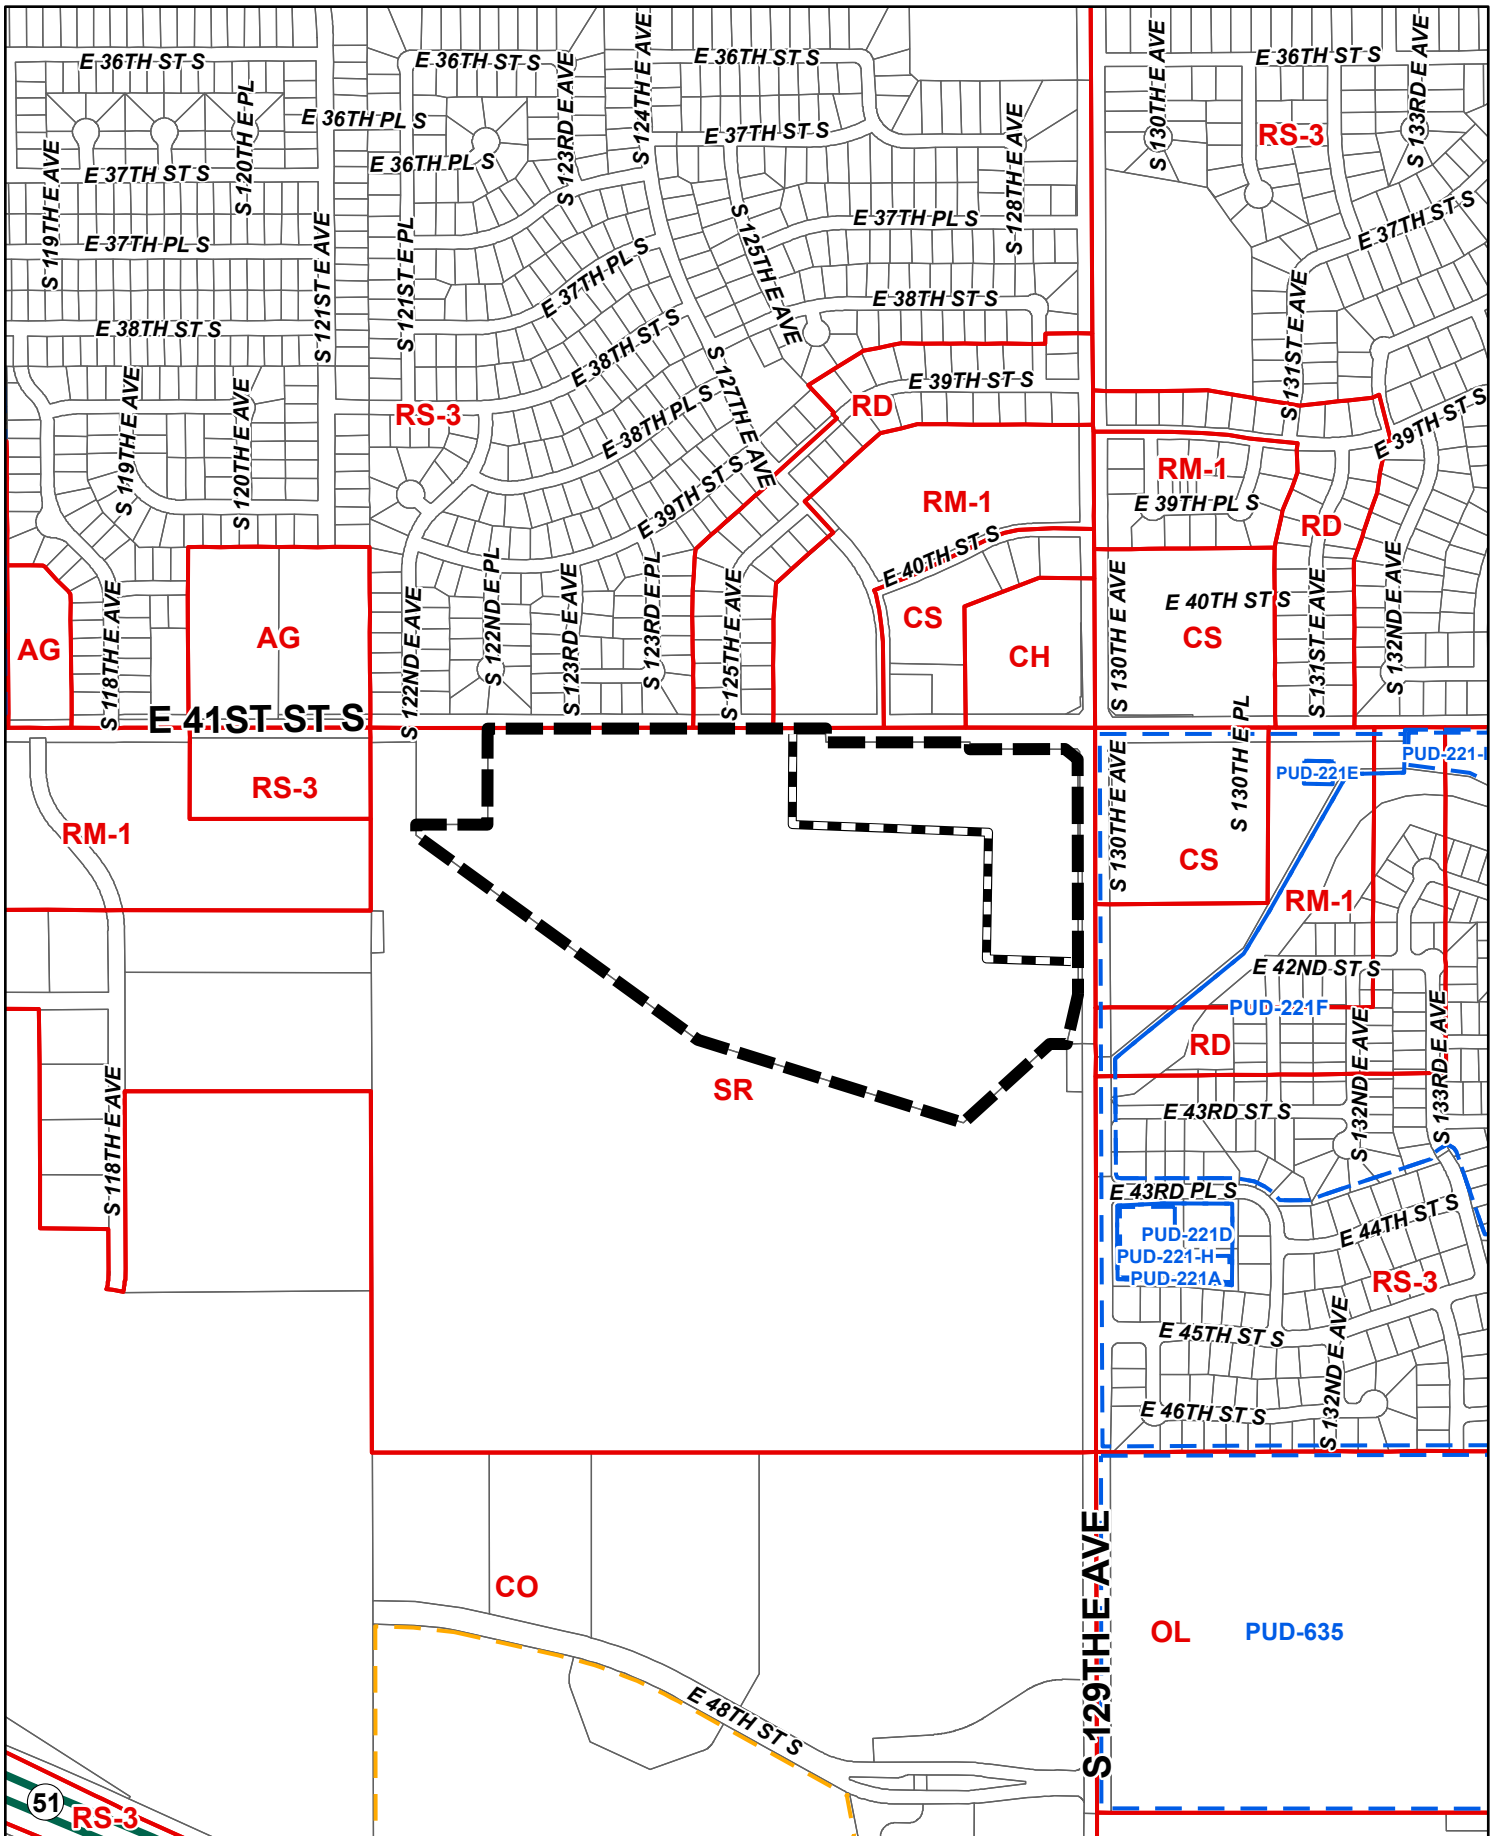 E 36TH ST S
E 36TH ST S
E 36TH ST S
E 36TH ST S
S 123RD E AVE
S 124TH E AVE
S 130TH E AVE
S 133RD E AVE
S 120TH E PL
E 36TH PL S
E 36TH PL S
E 37TH ST S
S 128TH E AVE
RS-3
S 119TH E AVE
E 37TH ST S
E 37TH ST S
E 37TH PL S
S 121ST E AVE
S 121ST E PL
E 37TH PL S
S 125TH E AVE
E 37TH PL S
E 38TH ST S
E 38TH ST S
E 38TH ST S
S 131ST E AVE
S 119TH E AVE
S 120TH E AVE
RS-3
E 38TH PL S
S 127TH E AVE
E 39TH ST S
RD
E 39TH ST S
E 39TH ST S
RM-1
RM-1
E 39TH PL S
RD
E 40TH ST S
S 118TH E AVE
AG
AG
S 122ND E AVE
S 122ND E PL
S 123RD E AVE
S 123RD E PL
S 125TH E AVE
CS
CH
S 130TH E AVE
E 40TH ST S
CS
S 131ST E AVE
S 132ND E AVE
E 41ST ST S
RS-3
RM-1
S 130TH E AVE
S 130TH E PL
PUD-221E
PUD-221-
CS
RM-1
E 42ND ST S
PUD-221F
RD
S 132ND E AVE
S 133RD E AVE
SR
S 118TH E AVE
E 43RD ST S
E 43RD PL S
PUD-221D
PUD-221-H
PUD-221A
E 44TH ST S
RS-3
E 45TH ST S
S 132ND E AVE
E 46TH ST S
CO
S 129TH E AVE
OL
PUD-635
E 48TH ST S
51
RS-3